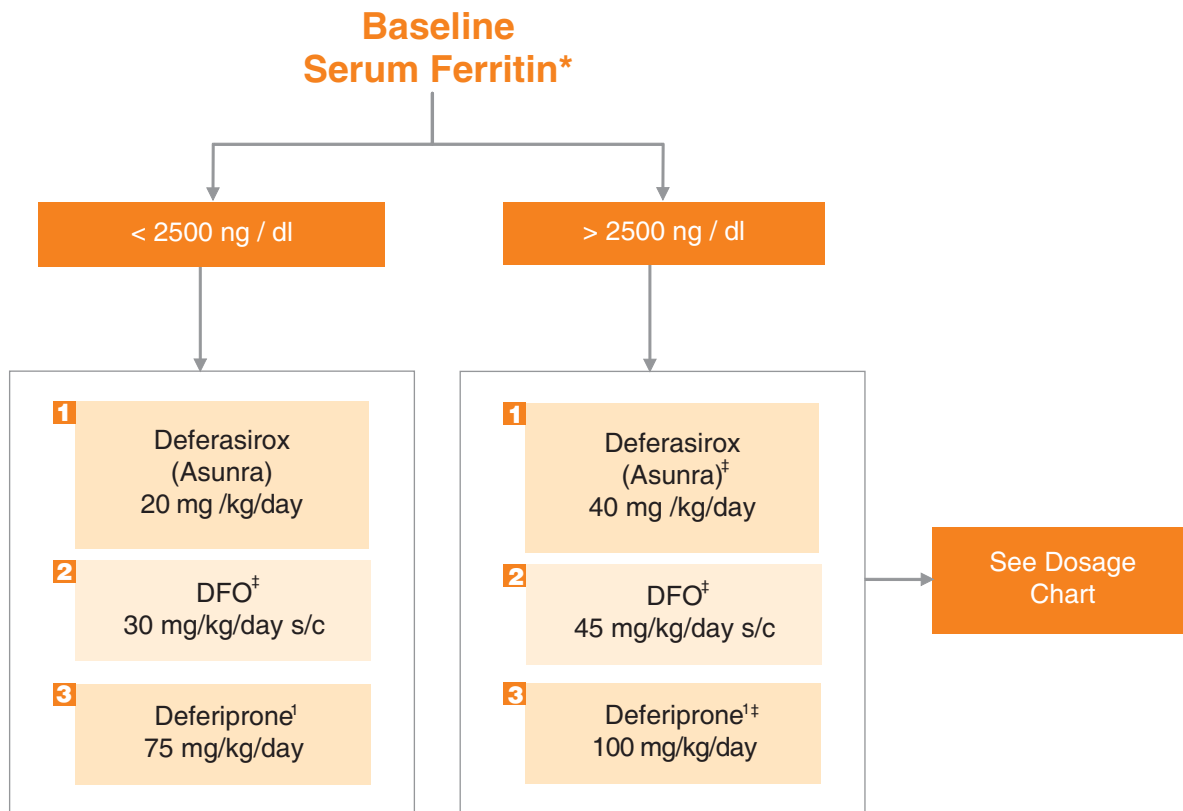 Baseline
Serum Ferritin*
< 2500 ng / dl
> 2500 ng / dl
1
Deferasirox
(Asunra)
20 mg /kg/day
2
DFO‡
30 mg/kg/day s/c
3
Deferiprone¹
75 mg/kg/day
1
Deferasirox
(Asunra)‡
40 mg /kg/day
2
DFO‡
45 mg/kg/day s/c
3
Deferiprone¹‡
100 mg/kg/day
See Dosage
Chart